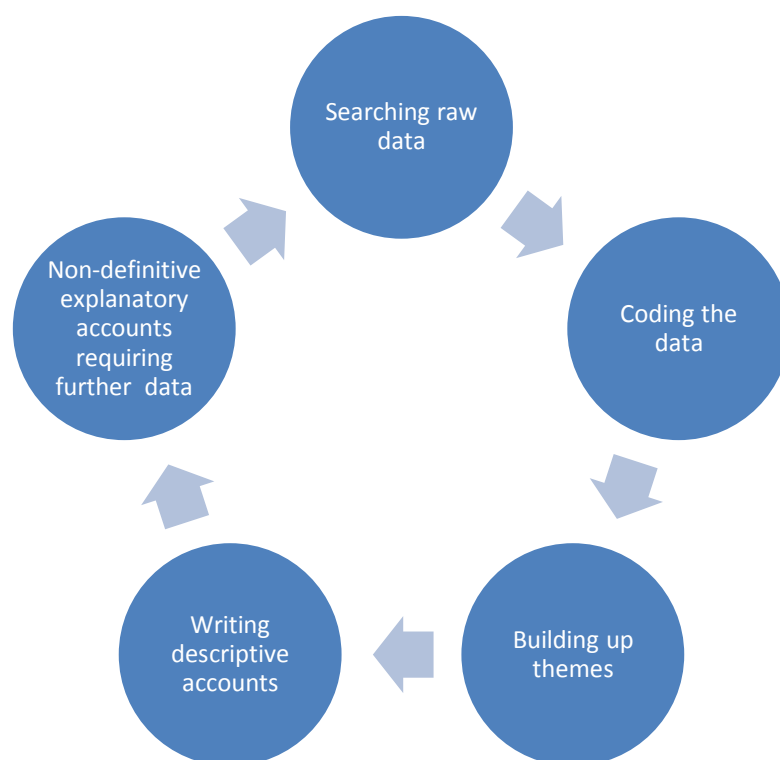 Searching raw
data
Coding the
data
Building up
themes
Writing
descriptive
accounts
Non-definitive
explanatory
accounts
requiring
further  data